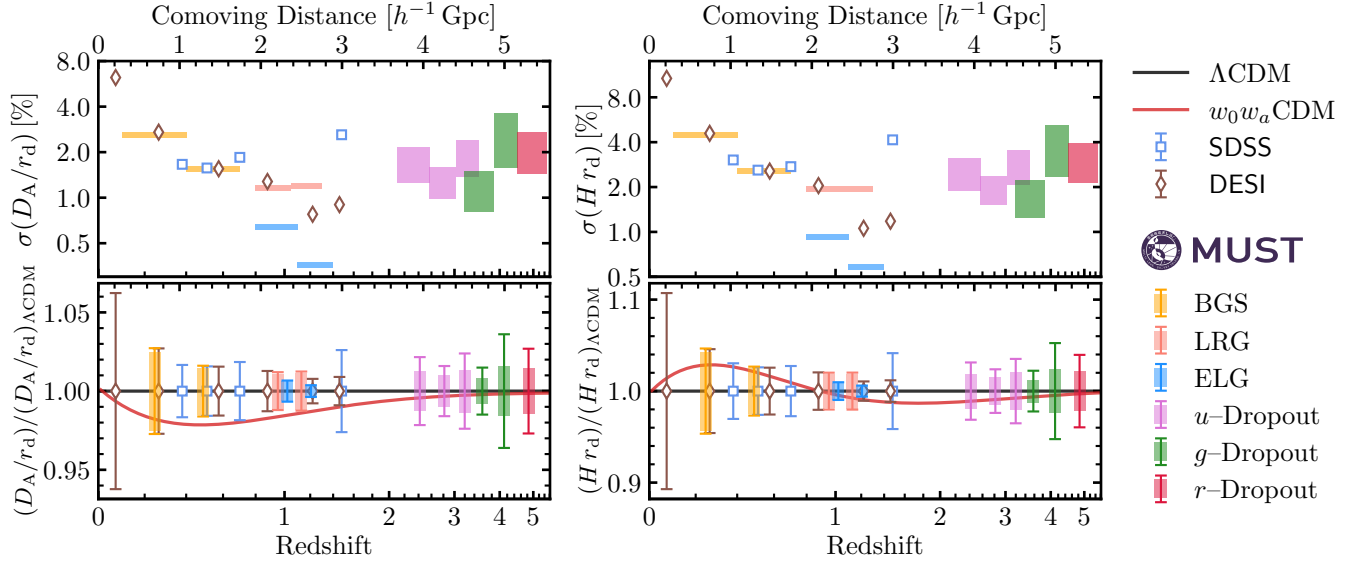 Comoving Distance [h⁻¹ Gpc]
0 1 2 3 4 5
σ(D_A/r_d) [%]
8.0
4.0
2.0
1.0
0.5
(D_A/r_d)/(D_A/r_d)_ΛCDM
1.05
1.00
0.95
0 1 2 3 4 5
Redshift
Comoving Distance [h⁻¹ Gpc]
0 1 2 3 4 5
σ(Hr_d) [%]
8.0
4.0
2.0
1.0
0.5
(Hr_d)/(Hr_d)_ΛCDM
1.1
1.0
0.9
0 1 2 3 4 5
Redshift
ΛCDM
w₀wₐCDM
SDSS
DESI
MUST
BGS
LRG
ELG
u–Dropout
g–Dropout
r–Dropout